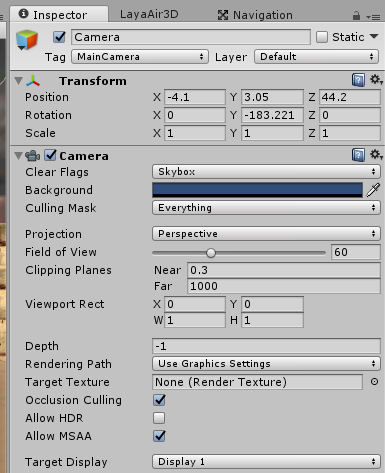 Inspector LayaAir3D Navigation
Camera Static
Tag MainCamera Layer Default
Transform
Position X -4.1 Y 3.05 Z 44.2
Rotation X 0 Y -183.221 Z 0
Scale X 1 Y 1 Z 1
Camera
Clear Flags Skybox
Background
Culling Mask Everything
Projection Perspective
Field of View 60
Clipping Planes Near 0.3
Far 1000
Viewport Rect X 0 Y 0
W 1 H 1
Depth -1
Rendering Path Use Graphics Settings
Target Texture None (Render Texture)
Occlusion Culling
Allow HDR
Allow MSAA
Target Display Display 1